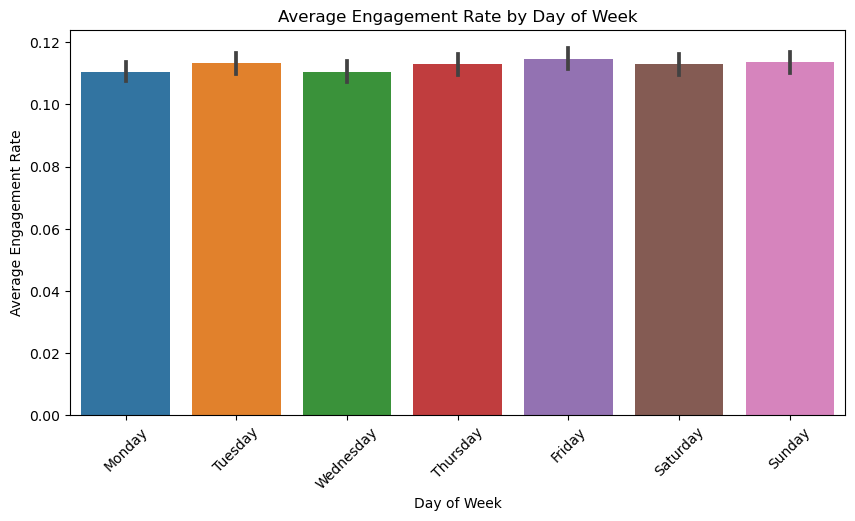 Average Engagement Rate by Day of Week
Average Engagement Rate
0.12
0.10
0.08
0.06
0.04
0.02
0.00
Monday
Tuesday
Wednesday
Thursday
Friday
Saturday
Sunday
Day of Week